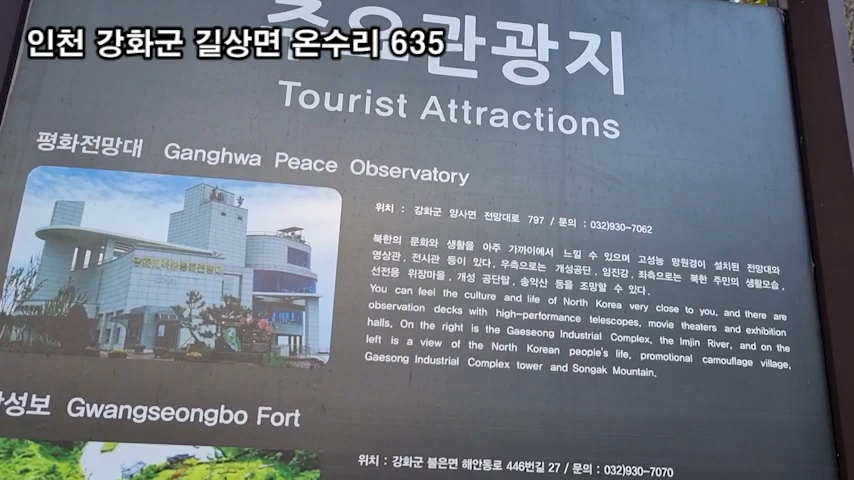 인천 강화군 길상면 온수리 635
주요관광지
Tourist Attractions
평화전망대 Ganghwa Peace Observatory
위치 : 강화군 양사면 전망대로 797 / 문의 : 032)930-7062
북한의 문화와 생활을 아주 가까이에서 느낄 수 있으며 고성능 망원경이 설치된 전망대와
영상관, 전시관 등이 있다. 우측으로는 개성공단, 임진강, 좌측으로는 북한 주민의 생활모습,
선전용 위장마을, 개성 공단탑, 송악산 등을 조망할 수 있다.
You can feel the culture and life of North Korea very close to you, and there are
observation decks with high-performance telescopes, movie theaters and exhibition
halls, On the right is the Gaeseong Industrial Complex, the Imjin River, and on the
left is a view of the North Korean people's life, promotional camouflage village,
Gaesong Industrial Complex tower and Songak Mountain.
성보 Gwangseongbo Fort
위치 : 강화군 불은면 해안동로 446번길 27 / 문의 : 032)930-7070